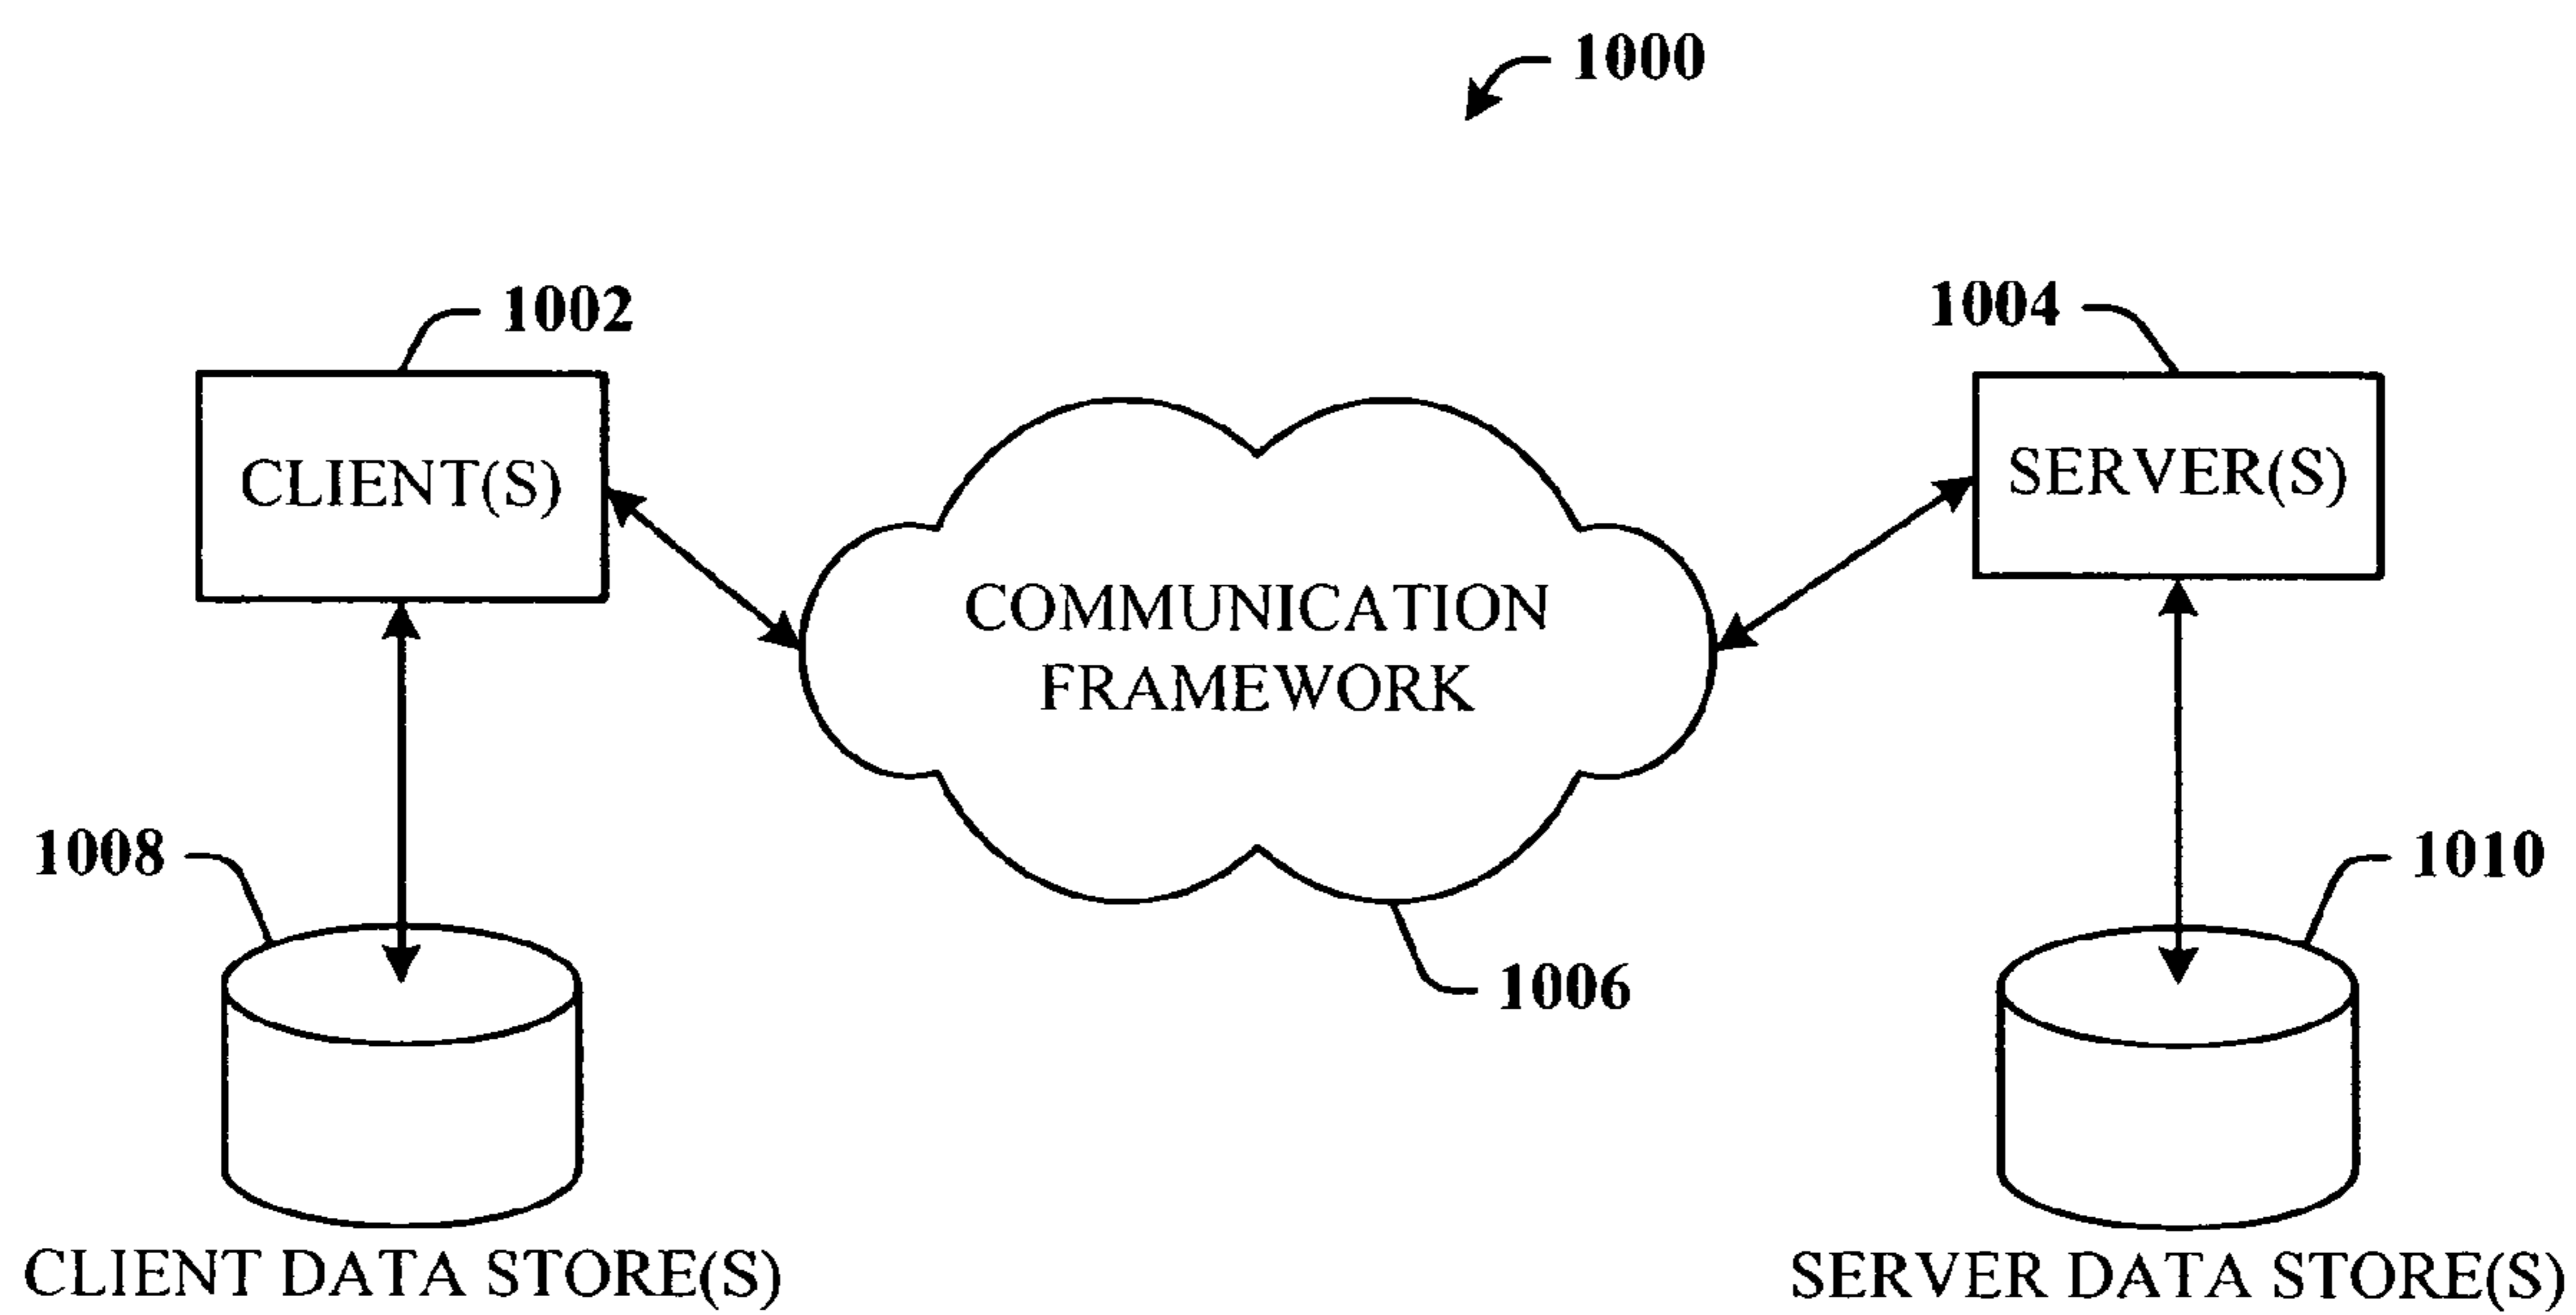 1000
1002
1004
CLIENT(S)
SERVER(S)
COMMUNICATION
FRAMEWORK
1008
1010
1006
CLIENT DATA STORE(S)
SERVER DATA STORE(S)